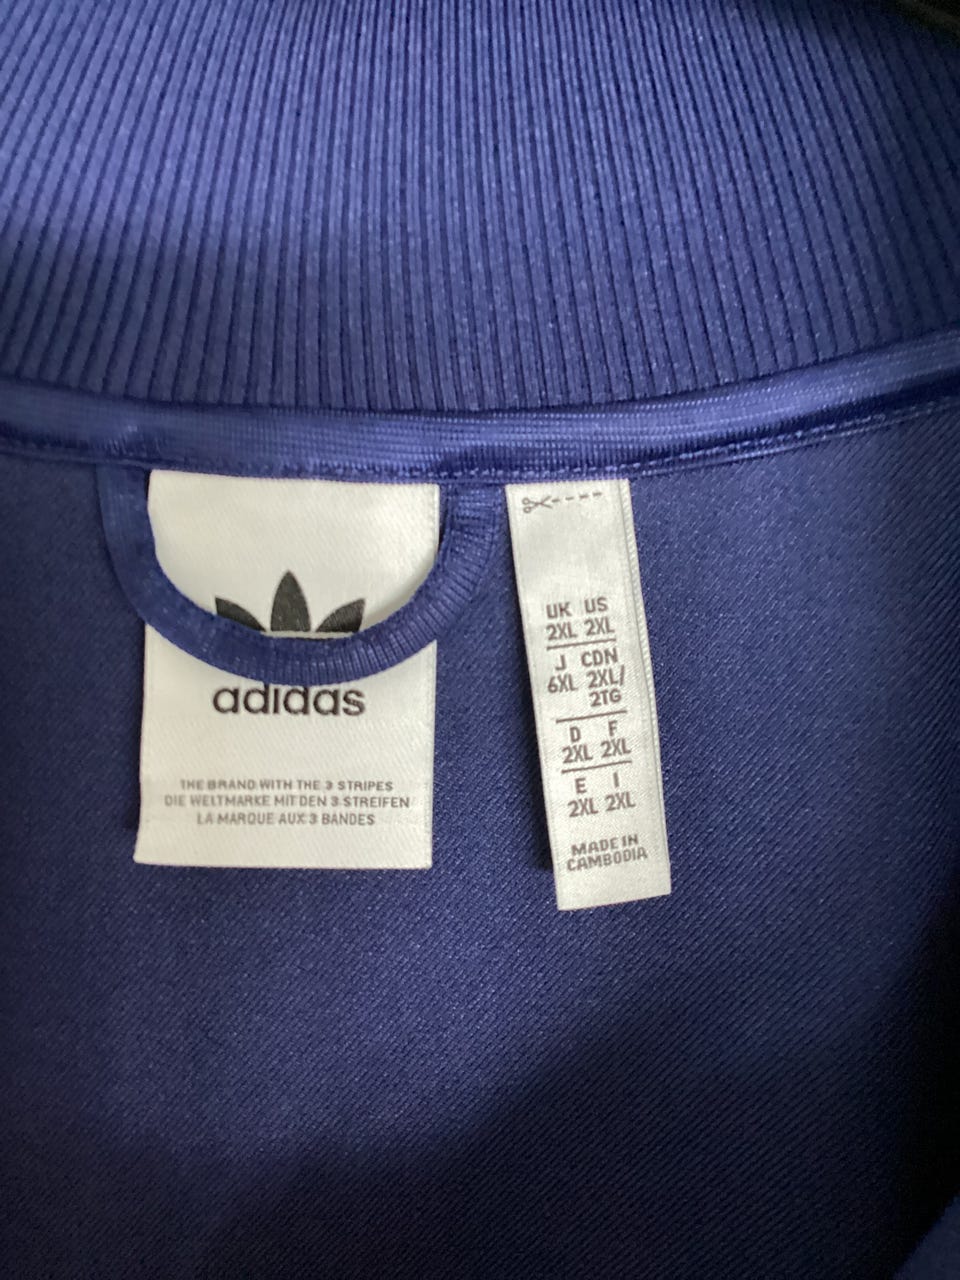 adidas
THE BRAND WITH THE 3 STRIPES
DIE WELTMARKE MIT DEN 3 STREIFEN
LA MARQUE AUX 3 BANDES
UK US
2XL 2XL
J CDN
6XL 2XL/
2TG
D F
2XL 2XL
E I
2XL 2XL
MADE IN
CAMBODIA